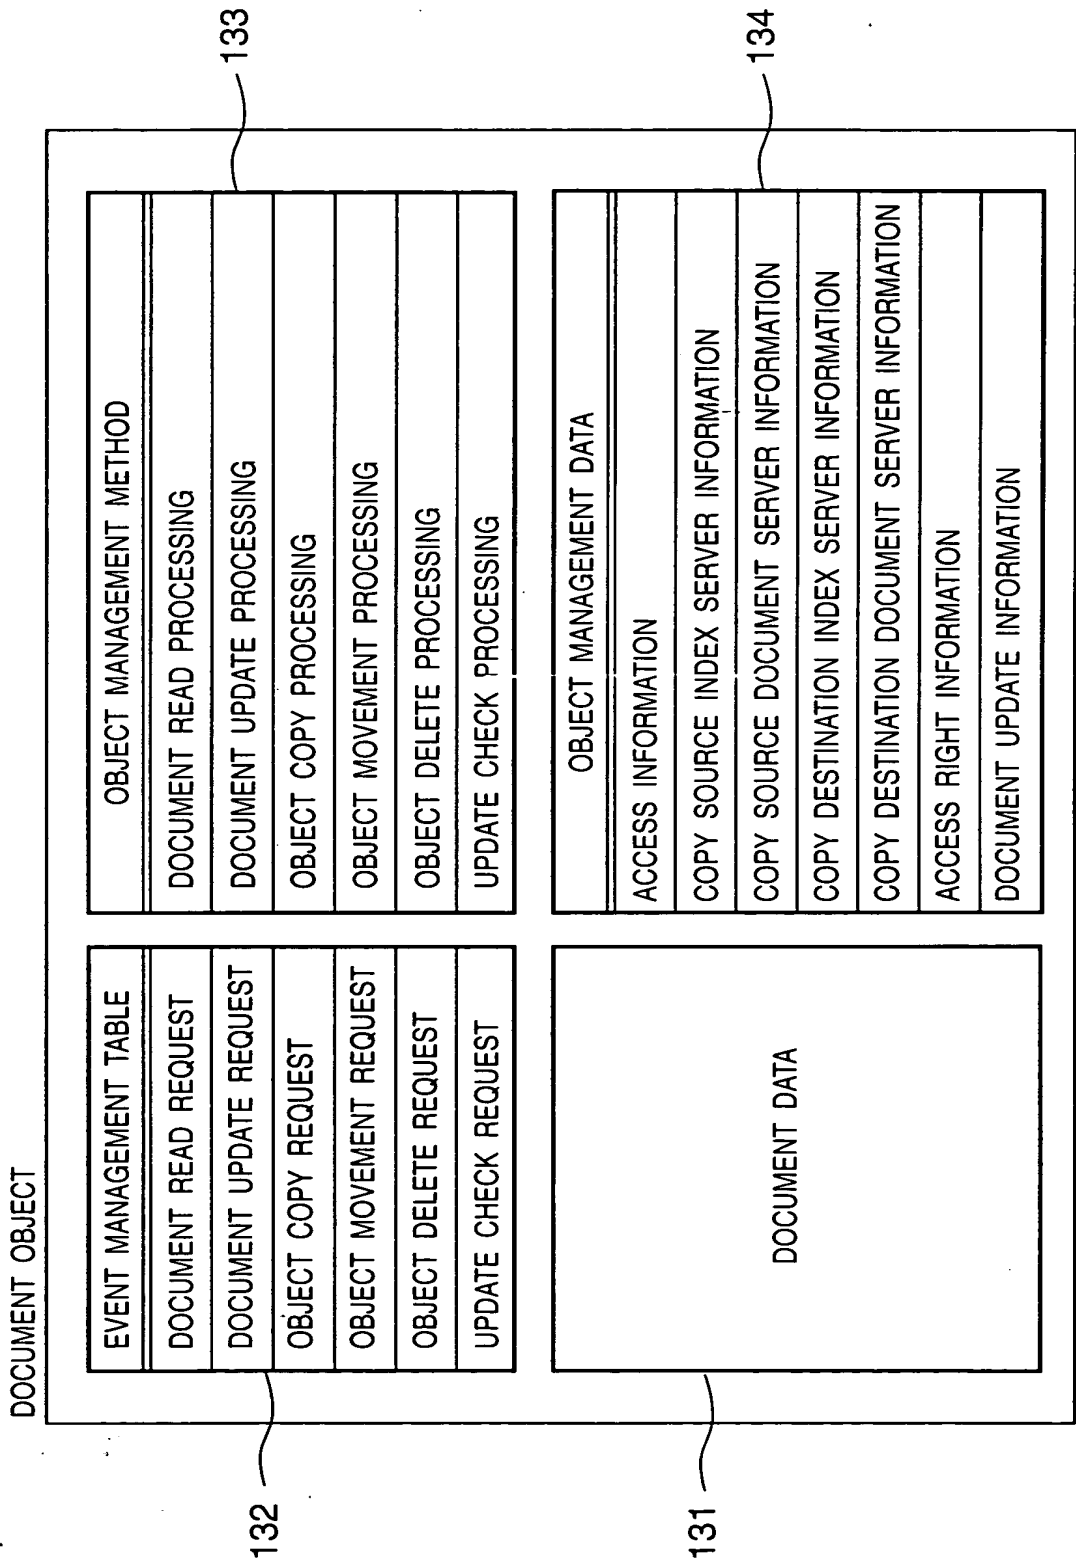 DOCUMENT OBJECT
132
EVENT MANAGEMENT TABLE
DOCUMENT READ REQUEST
DOCUMENT UPDATE REQUEST
OBJECT COPY REQUEST
OBJECT MOVEMENT REQUEST
OBJECT DELETE REQUEST
UPDATE CHECK REQUEST
133
OBJECT MANAGEMENT METHOD
DOCUMENT READ PROCESSING
DOCUMENT UPDATE PROCESSING
OBJECT COPY PROCESSING
OBJECT MOVEMENT PROCESSING
OBJECT DELETE PROCESSING
UPDATE CHECK PROCESSING
131
DOCUMENT DATA
134
OBJECT MANAGEMENT DATA
ACCESS INFORMATION
COPY SOURCE INDEX SERVER INFORMATION
COPY SOURCE DOCUMENT SERVER INFORMATION
COPY DESTINATION INDEX SERVER INFORMATION
COPY DESTINATION DOCUMENT SERVER INFORMATION
ACCESS RIGHT INFORMATION
DOCUMENT UPDATE INFORMATION